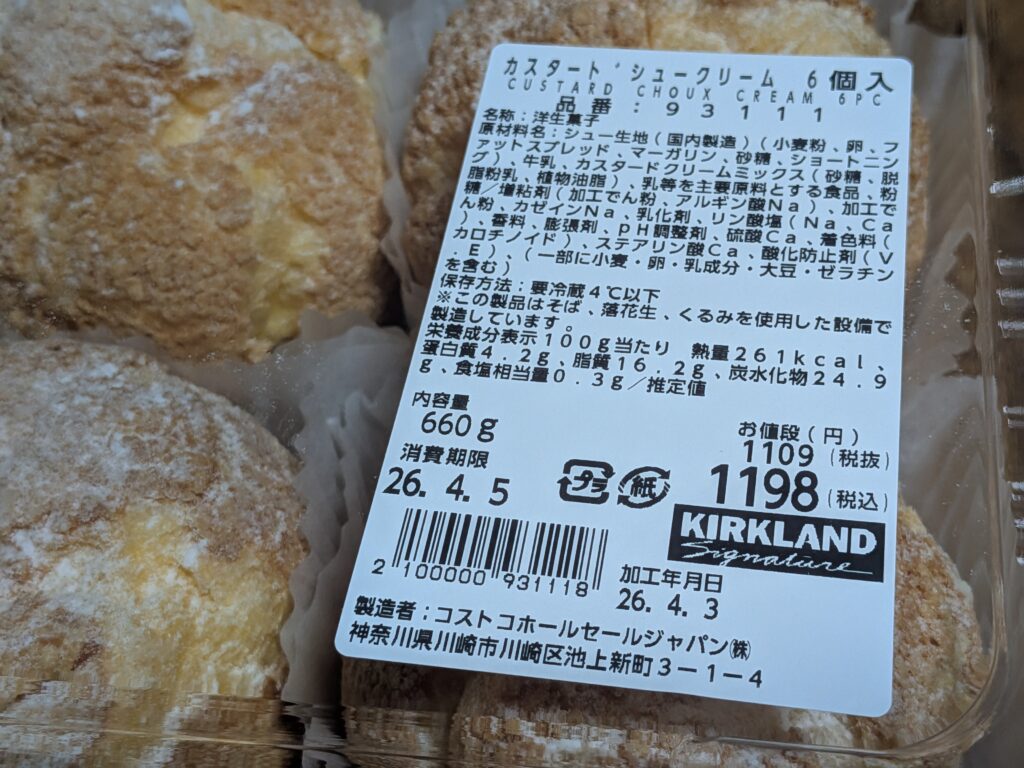 カスタード・シュークリーム 6個入
CUSTARD CHOUX CREAM 6PC
品番：93111
名称：洋生菓子
原材料名：シュー生地(国内製造)(小麦粉、卵、フ
ァットスプレッド、マーガリン、砂糖、ショートニン
グ)、牛乳、カスタードクリームミックス(砂糖、脱
脂粉乳、植物油脂)、乳等を主要原料とする食品、粉
糖／増粘剤(加工でん粉、アルギン酸Na)、加工で
ん粉、カゼインNa、乳化剤、リン酸塩(Na、Ca
)、香料、膨張剤、pH調整剤、硫酸Ca、着色料(
カロチノイド)、ステアリン酸Ca、酸化防止剤(V
．E)、(一部に小麦・卵・乳成分・大豆・ゼラチン
を含む)
保存方法：要冷蔵4℃以下
※この製品はそば、落花生、くるみを使用した設備で
製造しています。
栄養成分表示100g当たり 熱量261kcal、
蛋白質4.2g、脂質16.2g、炭水化物24.9
g、食塩相当量0.3g／推定値
内容量
660g
お値段(円)
1109(税抜)
消費期限
26.4.5
プラ 紙
1198(税込)
KIRKLAND
Signature
2 100000 931118
加工年月日
26.4.3
製造者：コストコホールセールジャパン㈱
神奈川県川崎市川崎区池上新町3－1－4